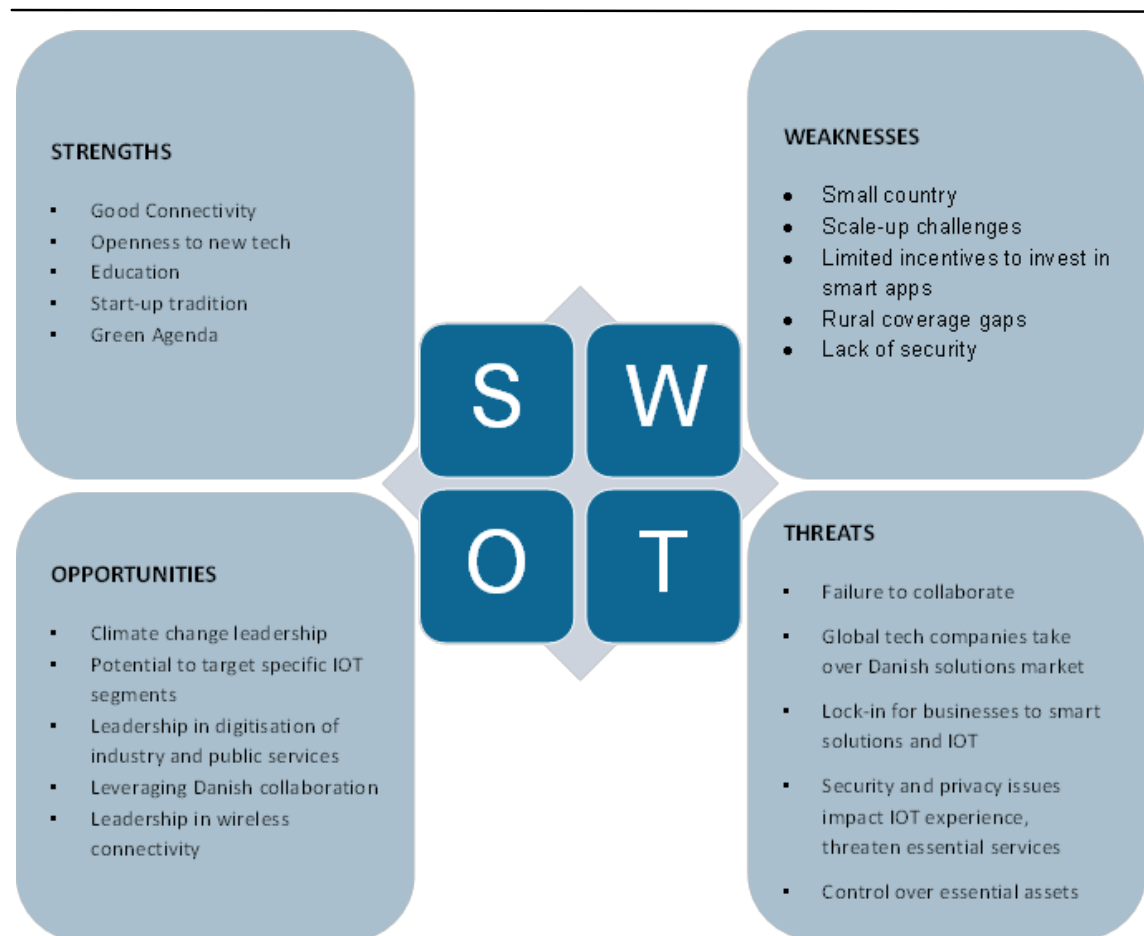 STRENGTHS
▪ Good Connectivity
▪ Openness to new tech
▪ Education
▪ Start-up tradition
▪ Green Agenda
WEAKNESSES
● Small country
● Scale-up challenges
● Limited incentives to invest in
smart apps
● Rural coverage gaps
● Lack of security
S W
O T
OPPORTUNITIES
▪ Climate change leadership
▪ Potential to target specific IOT
segments
▪ Leadership in digitisation of
industry and public services
▪ Leveraging Danish collaboration
▪ Leadership in wireless
connectivity
THREATS
▪ Failure to collaborate
▪ Global tech companies take
over Danish solutions market
▪ Lock-in for businesses to smart
solutions and IOT
▪ Security and privacy issues
impact IOT experience,
threaten essential services
▪ Control over essential assets